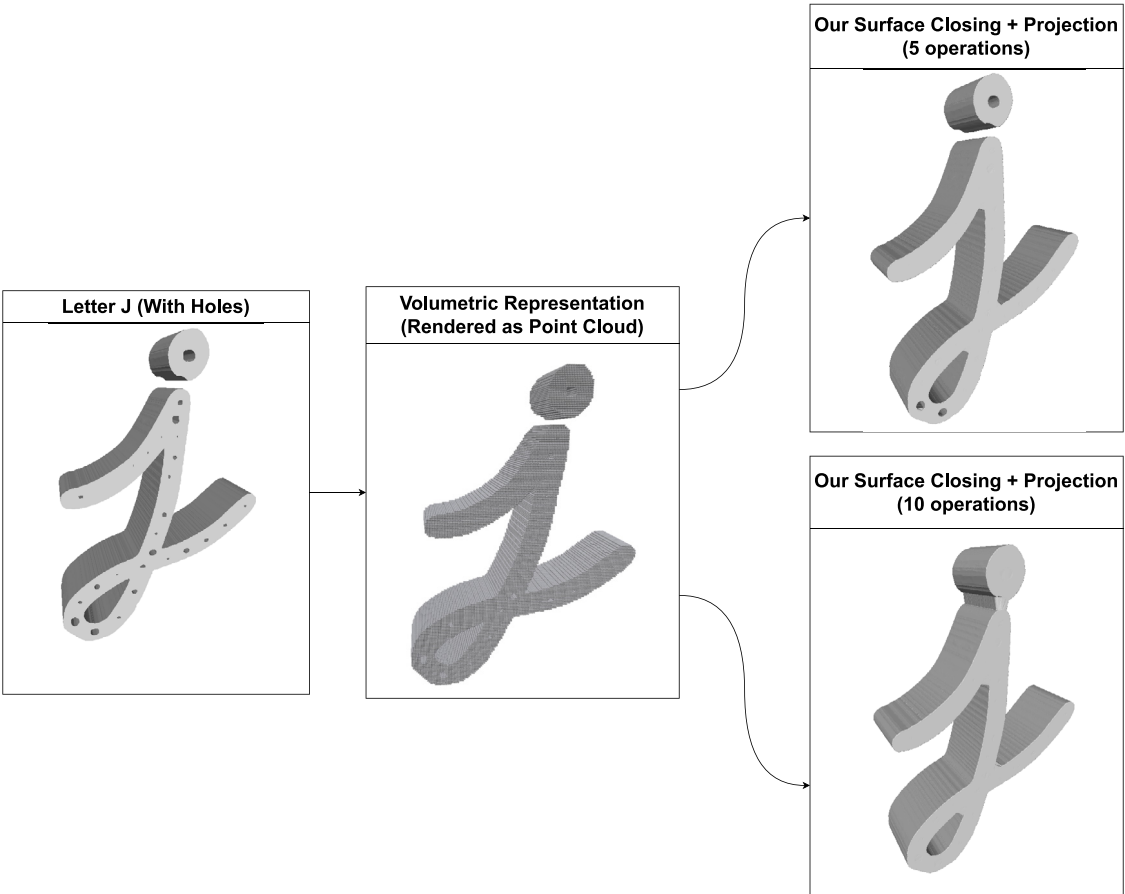 Our Surface Closing + Projection
(5 operations)
Letter J (With Holes)
Volumetric Representation
(Rendered as Point Cloud)
Our Surface Closing + Projection
(10 operations)